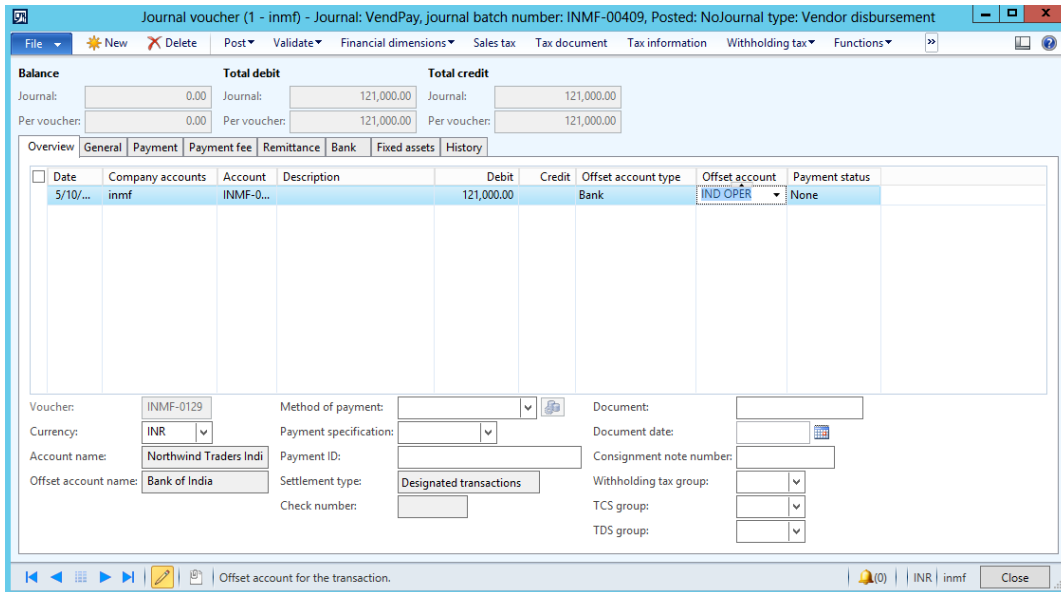 Journal voucher (1 - inmf) - Journal: VendPay, journal batch number: INMF-00409, Posted: NoJournal type: Vendor disbursement
File New Delete Post Validate Financial dimensions Sales tax Tax document Tax information Withholding tax Functions »
Balance Total debit Total credit
Journal: 0.00 Journal: 121,000.00 Journal: 121,000.00
Per voucher: 0.00 Per voucher: 121,000.00 Per voucher: 121,000.00
Overview General Payment Payment fee Remittance Bank Fixed assets History
Date Company accounts Account Description Debit Credit Offset account type Offset account Payment status
5/10/... inmf INMF-0... 121,000.00 Bank IND OPER None
Voucher: INMF-0129 Method of payment: Document:
Currency: INR Payment specification: Document date:
Account name: Northwind Traders Indi Payment ID: Consignment note number:
Offset account name: Bank of India Settlement type: Designated transactions Withholding tax group:
Check number: TCS group:
TDS group:
Offset account for the transaction. (0) INR inmf Close